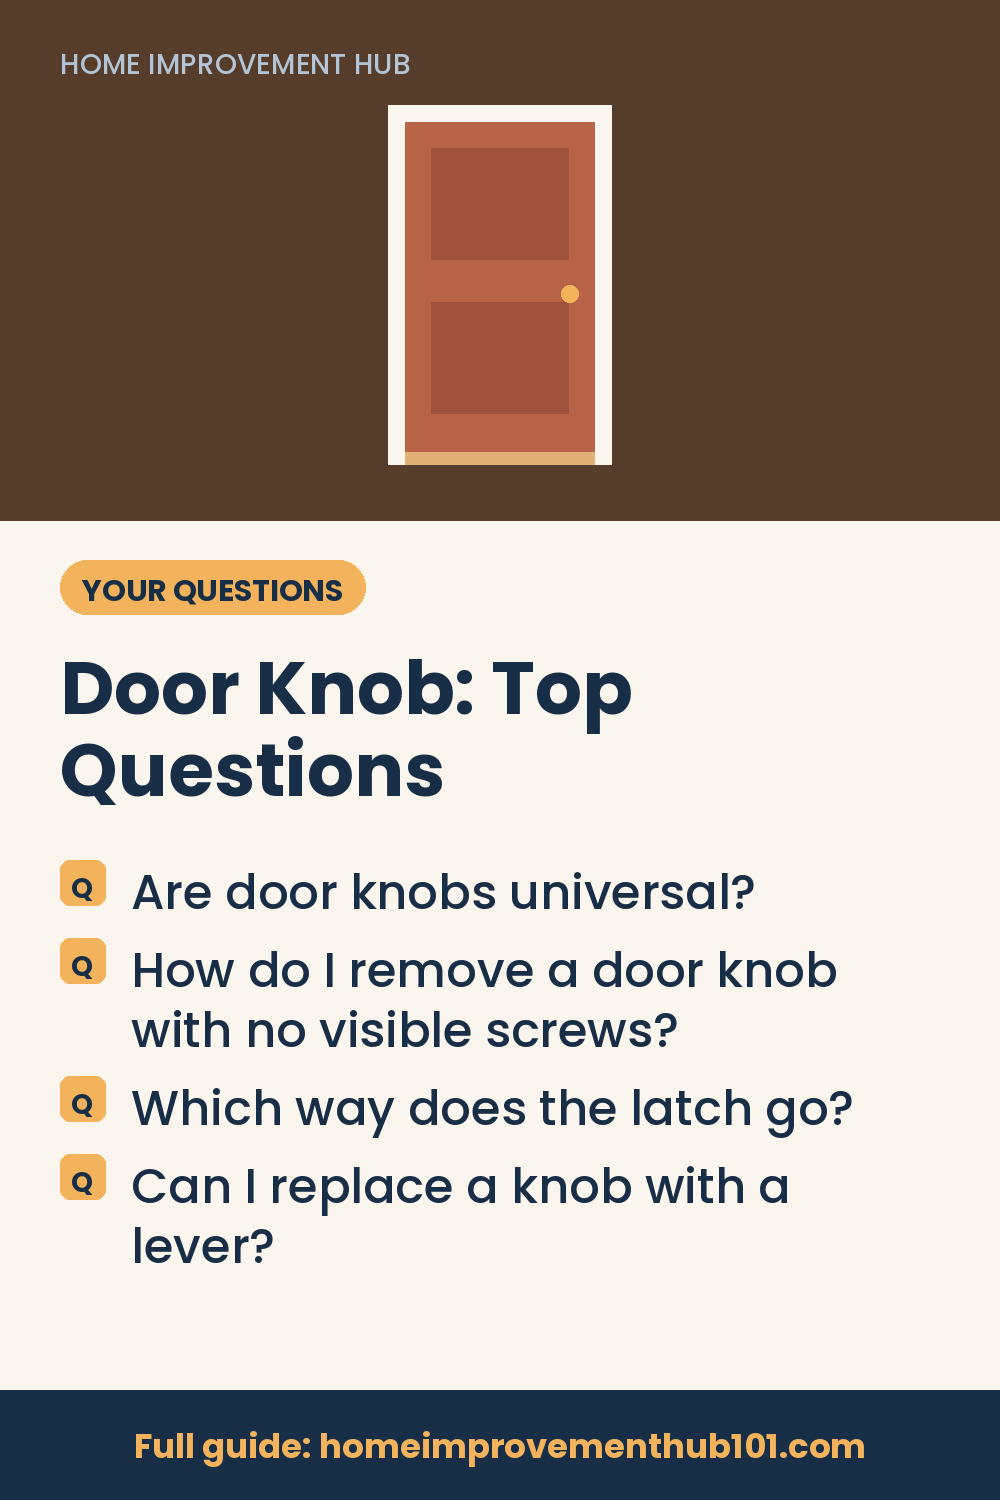 HOME IMPROVEMENT HUB
YOUR QUESTIONS
Door Knob: Top
Questions
Q Are door knobs universal?
Q How do I remove a door knob
with no visible screws?
Q Which way does the latch go?
Q Can I replace a knob with a
lever?
Full guide: homeimprovementhub101.com